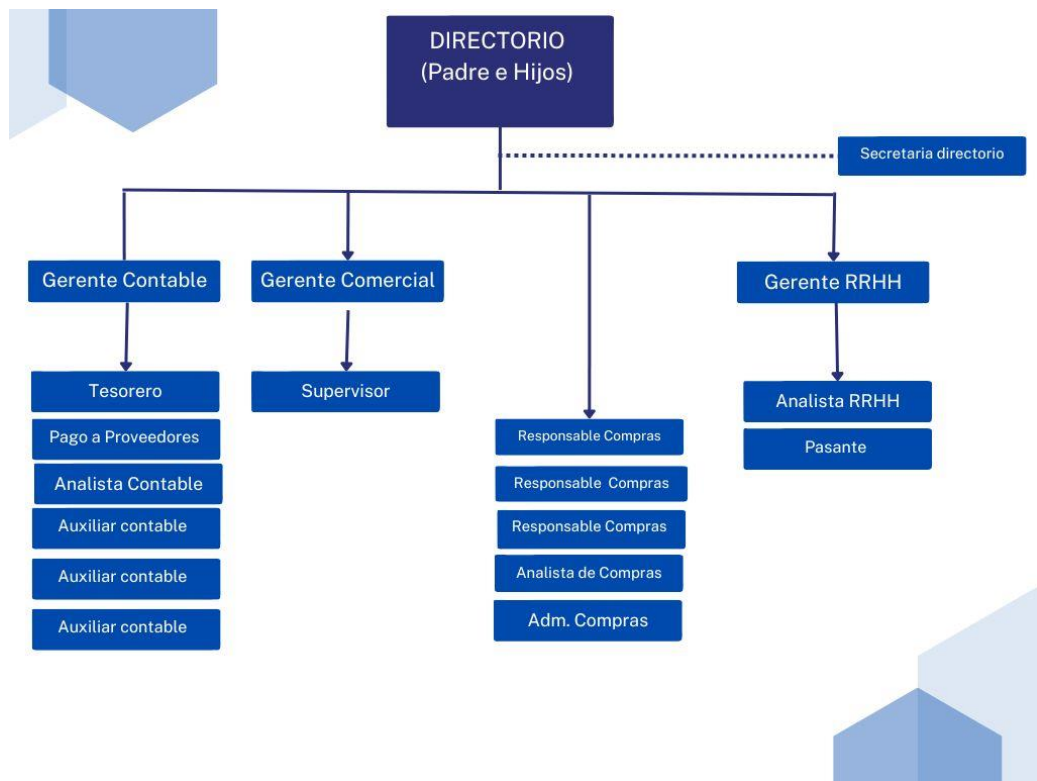 DIRECTORIO
(Padre e Hijos)
Secretaria directorio
Gerente Contable
Gerente Comercial
Gerente RRHH
Tesorero
Supervisor
Analista RRHH
Pago a Proveedores
Responsable Compras
Pasante
Analista Contable
Responsable Compras
Auxiliar contable
Responsable Compras
Auxiliar contable
Analista de Compras
Auxiliar contable
Adm. Compras